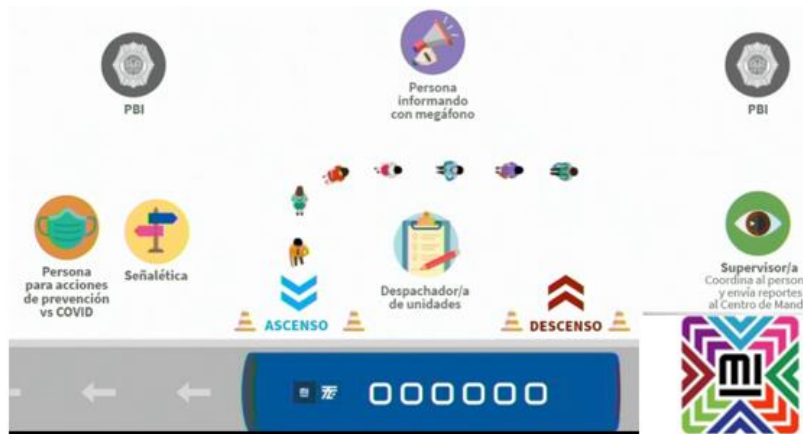 PBI
Persona
informando
con megáfono
PBI
Persona
para acciones
de prevención
vs COVID
Señalética
Despachador/a
de unidades
Supervisor/a
Coordina al person
y envía reportes
al Centro de Mand
ASCENSO
DESCENSO
MI